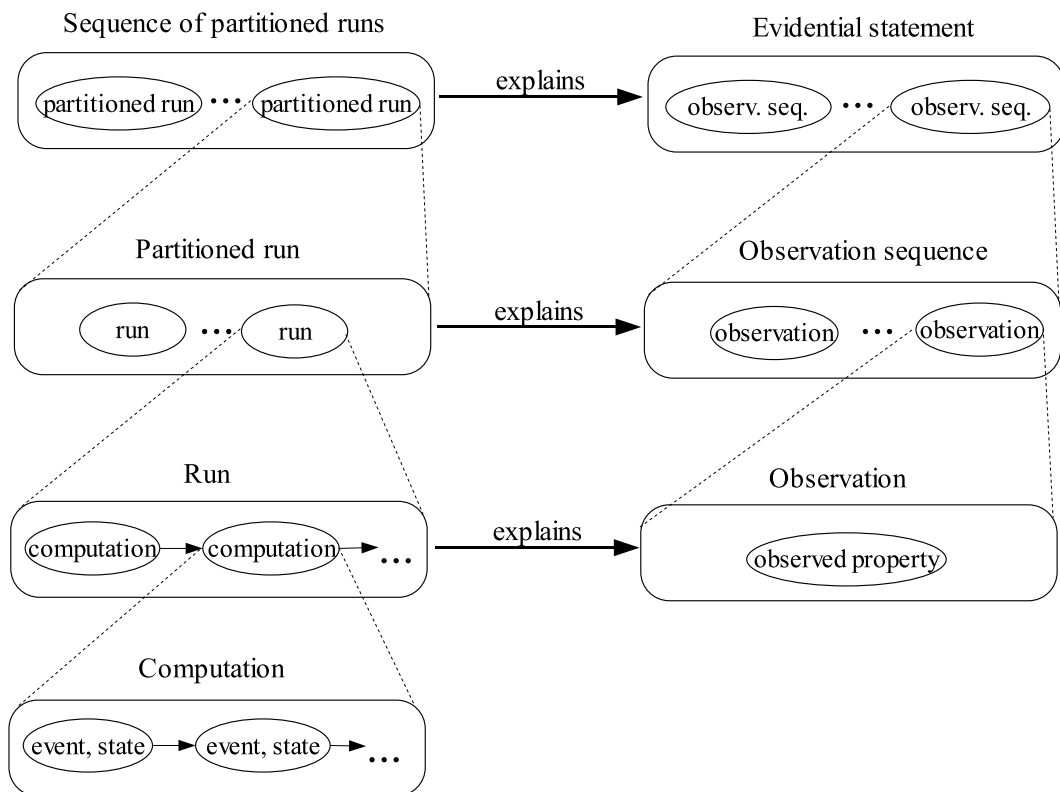 Sequence of partitioned runs
Evidential statement
partitioned run ••• partitioned run
explains
observ. seq. ••• observ. seq.
Partitioned run
Observation sequence
run ••• run
explains
observation ••• observation
Run
Observation
computation computation •••
explains
observed property
Computation
event, state event, state •••